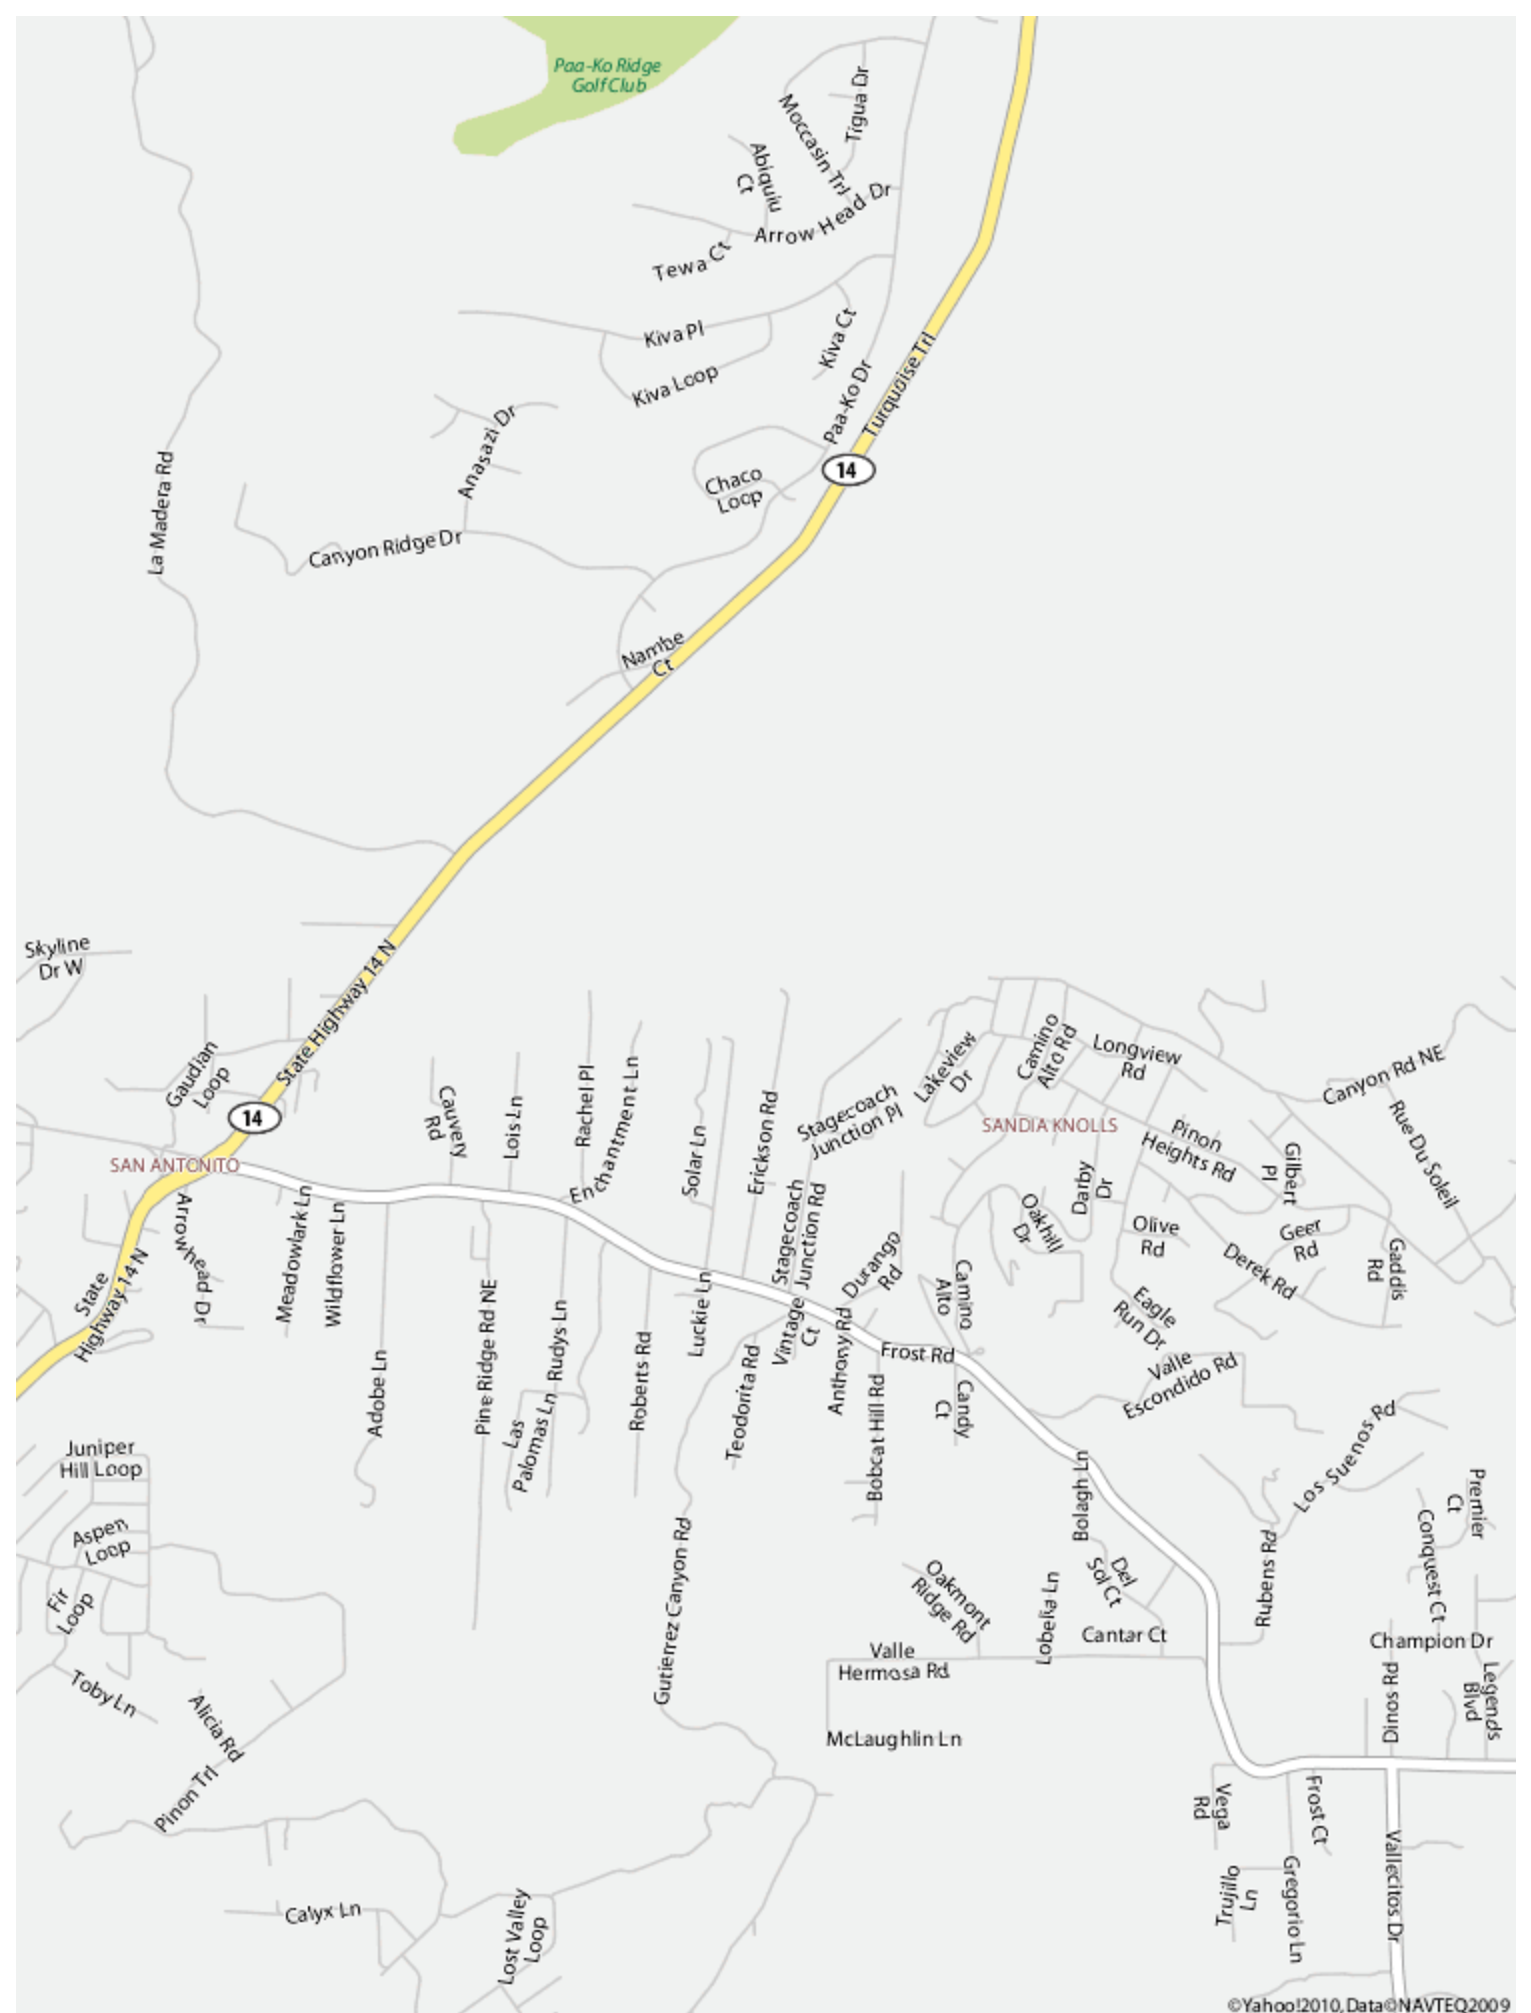 Paa-Ko Ridge
Golf Club
Tigua Dr
Moccasin Trl
Abiquiu
Ct
Arrow Head Dr
Tewa Ct
Kiva Pl
Kiva Ct
Kiva Loop
Paa-Ko Dr
Turquoise Trl
Anasazi Dr
La Madera Rd
Chaco
Loop
14
Canyon Ridge Dr
Nambe
Ct
Skyline
Dr W
State Highway 14 N
Gaudian
Loop
14
SAN ANTONITO
Cauvery
Rd
Lois Ln
Rachel Pl
Enchantment Ln
Solar Ln
Erickson Rd
Stagecoach
Junction Pl
Lakeview
Dr
Camino
Alto Rd
Longview
Rd
Canyon Rd NE
SANDIA KNOLLS
Pinon
Heights Rd
Gilbert
Pl
Rue Du Soleil
Arrowhead Dr
Meadowlark Ln
Wildflower Ln
State
Highway 14 N
Stagecoach
Junction Rd
Durango
Rd
Camino
Alto
Oakhill
Dr
Darby
Dr
Olive
Rd
Geer
Rd
Derek Rd
Gaddis
Rd
Eagle
Run Dr
Adobe Ln
Pine Ridge Rd NE
Rudys Ln
Las
Palomas Ln
Roberts Rd
Luckie Ln
Teodorita Rd
Vintage
Ct
Anthony Rd
Frost Rd
Bobcat Hill Rd
Candy
Ct
Valle
Escondido Rd
Los Suenos Rd
Juniper
Hill Loop
Aspen
Loop
Fir
Loop
Bolagh Ln
Premier
Ct
Conquest Ct
Gutierrez Canyon Rd
Oakmont
Ridge Rd
Lobelia Ln
Del
Sol Ct
Rubens Rd
Cantar Ct
Champion Dr
Valle
Hermosa Rd
Toby Ln
Alicia Rd
Dinos Rd
Legends
Blvd
McLaughlin Ln
Pinon Trl
Vega
Rd
Frost Ct
Vallecitos Dr
Trujillo
Ln
Gregorio Ln
Calyx Ln
Lost Valley
Loop
©Yahoo!2010, Data©NAVTEQ2009